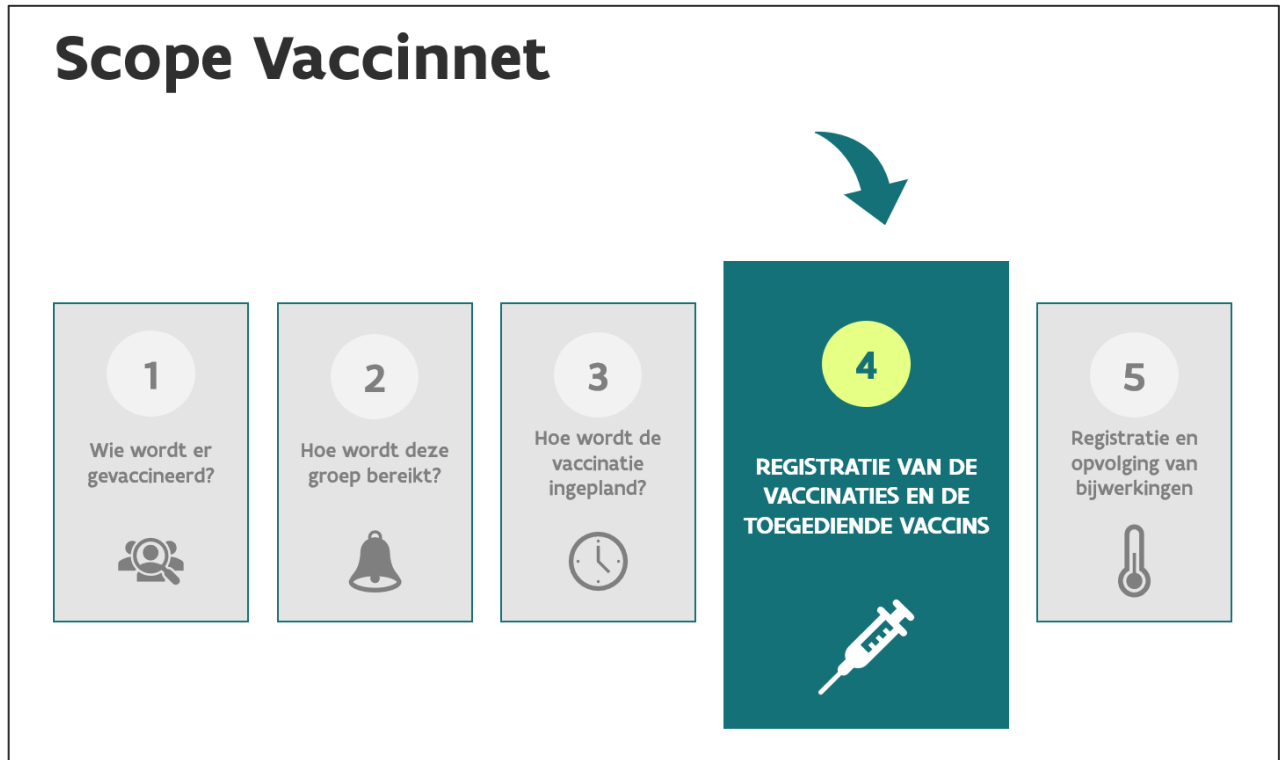 Scope Vaccinnet
1
Wie wordt er
gevaccineerd?
2
Hoe wordt deze
groep bereikt?
3
Hoe wordt de
vaccinatie
ingepland?
4
REGISTRATIE VAN DE
VACCINATIES EN DE
TOEGEDIENDE VACCINS
5
Registratie en
opvolging van
bijwerkingen